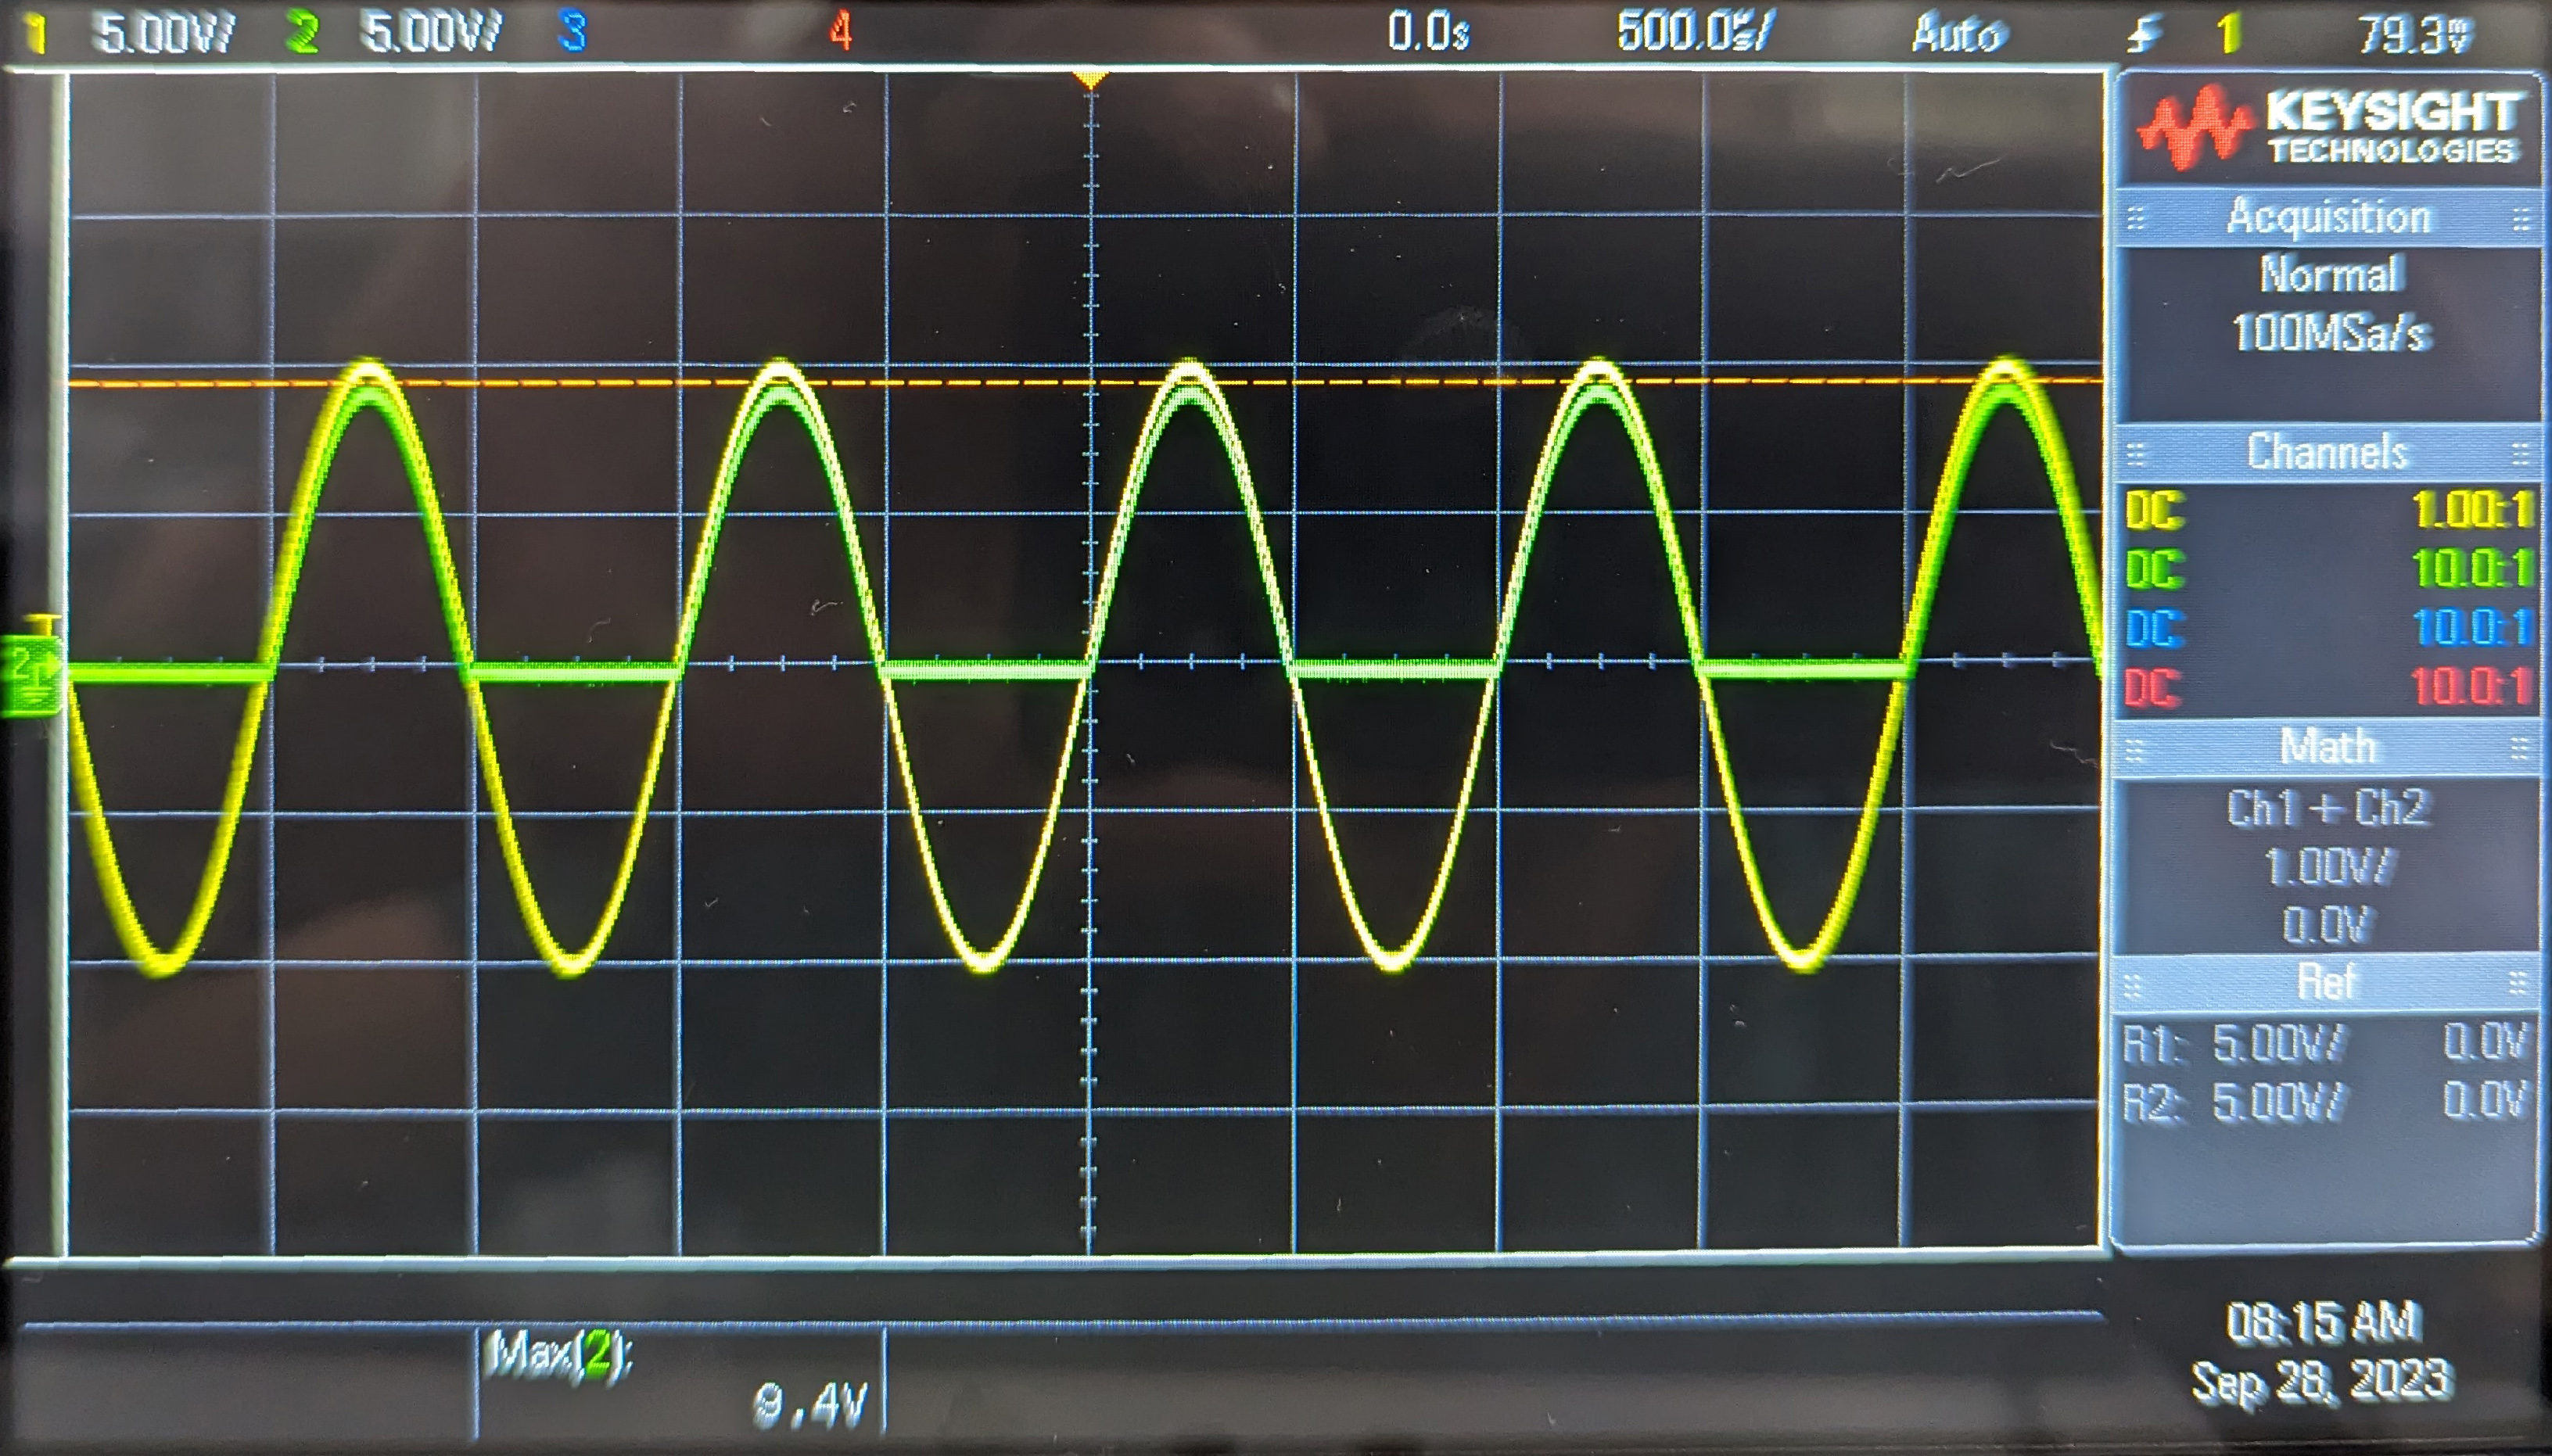 1 5.00V/ 2 5.00V/ 3 4 0.0s 500.0µs/ Auto 1 79.3mV
KEYSIGHT
TECHNOLOGIES
Acquisition
Normal
100MSa/s
Channels
DC 1.00:1
DC 10.0:1
DC 10.0:1
DC 10.0:1
Math
Ch1 + Ch2
1.00V/
0.0V
Ref
R1: 5.00V/ 0.0V
R2: 5.00V/ 0.0V
T
2
Max(2):
9.4V
08:15 AM
Sep 28, 2023